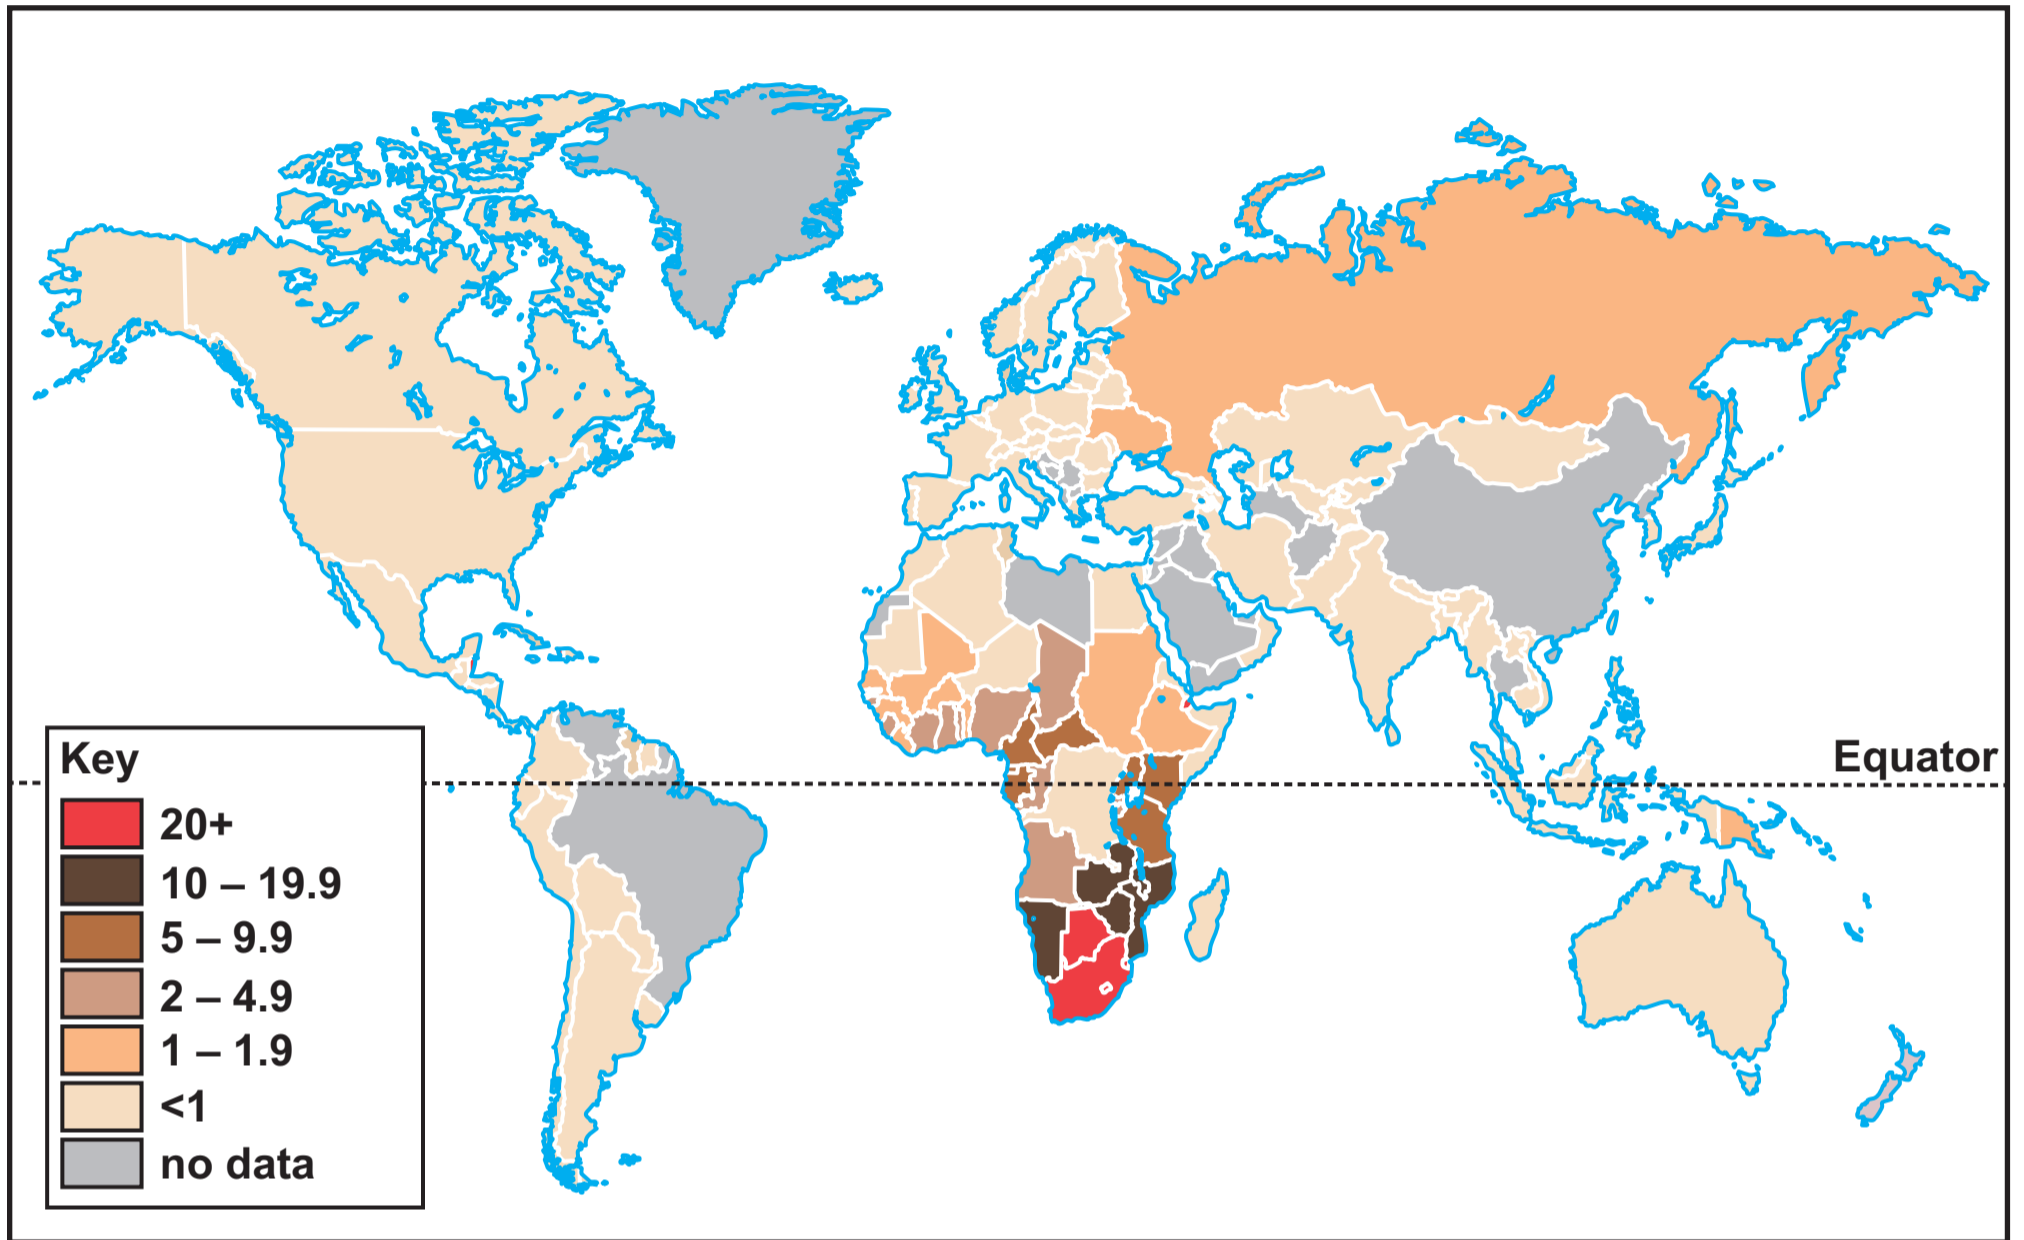 Equator
Key
20+
10 – 19.9
5 – 9.9
2 – 4.9
1 – 1.9
<1
no data